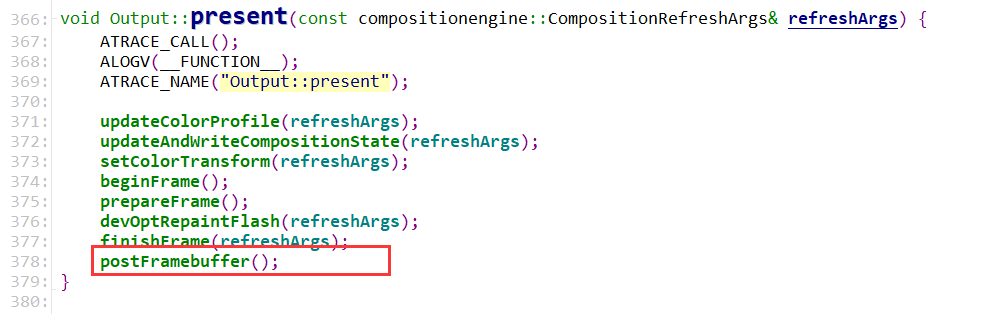 366: void Output::present(const compositionengine::CompositionRefreshArgs& refreshArgs) {
367:     ATRACE_CALL();
368:     ALOGV(__FUNCTION__);
369:     ATRACE_NAME("Output::present");
370:
371:     updateColorProfile(refreshArgs);
372:     updateAndWriteCompositionState(refreshArgs);
373:     setColorTransform(refreshArgs);
374:     beginFrame();
375:     prepareFrame();
376:     devOptRepaintFlash(refreshArgs);
377:     finishFrame(refreshArgs);
378:     postFramebuffer();
379: }
380: